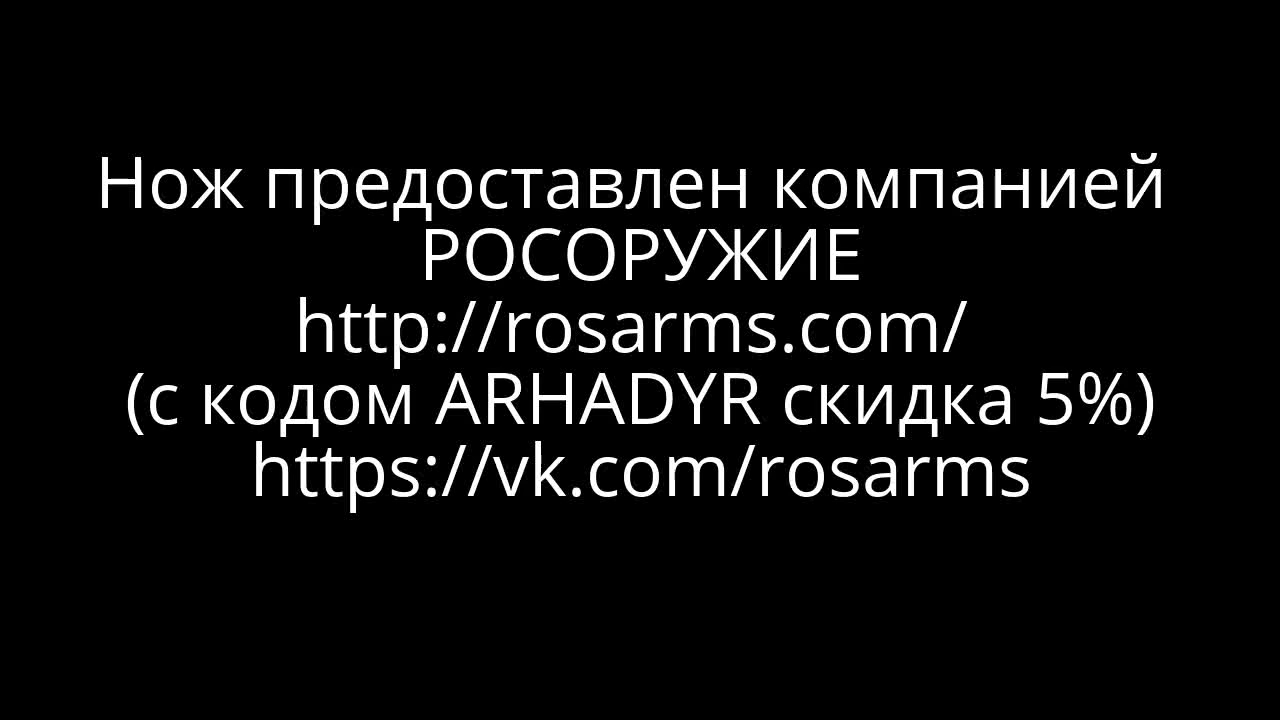 Нож предоставлен компанией
РОСОРУЖИЕ
http://rosarms.com/
(с кодом ARHADYR скидка 5%)
https://vk.com/rosarms